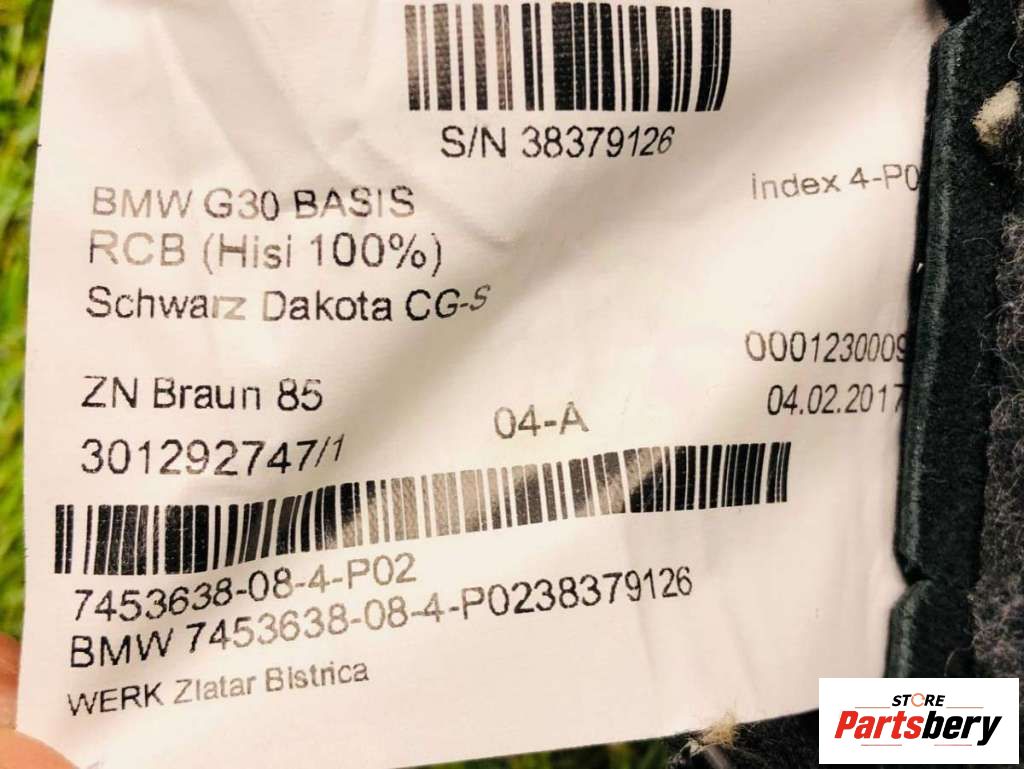 S/N 38379126
BMW G30 BASIS
index 4-P0
RCB (Hisi 100%)
Schwarz Dakota CG-S
0001230009
ZN Braun 85
04.02.2017
04-A
301292747/1
7453638-08-4-P02
BMW 7453638-08-4-P0238379126
WERK Zlatar Bistrica
STORE
Partsbery